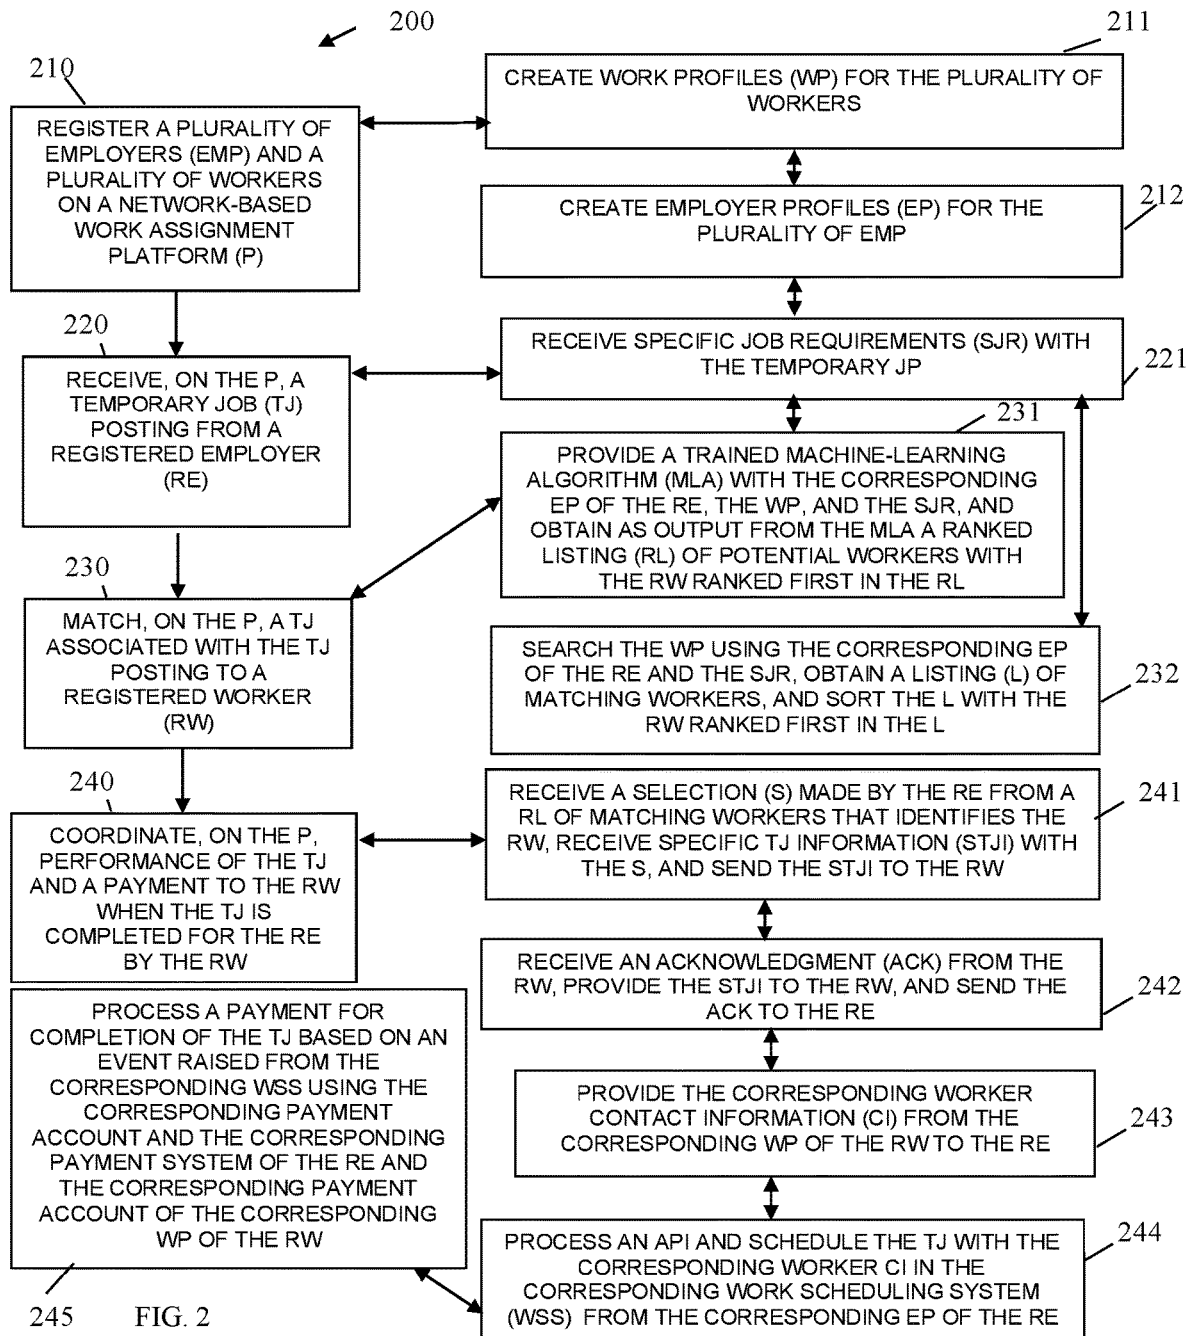 200
211
210
CREATE WORK PROFILES (WP) FOR THE PLURALITY OF
WORKERS
REGISTER A PLURALITY OF
EMPLOYERS (EMP) AND A
PLURALITY OF WORKERS
ON A NETWORK-BASED
WORK ASSIGNMENT
PLATFORM (P)
212
CREATE EMPLOYER PROFILES (EP) FOR THE
PLURALITY OF EMP
220
RECEIVE SPECIFIC JOB REQUIREMENTS (SJR) WITH
THE TEMPORARY JP
221
RECEIVE, ON THE P, A
TEMPORARY JOB (TJ)
POSTING FROM A
REGISTERED EMPLOYER
(RE)
231
PROVIDE A TRAINED MACHINE-LEARNING
ALGORITHM (MLA) WITH THE CORRESPONDING
EP OF THE RE, THE WP, AND THE SJR, AND
OBTAIN AS OUTPUT FROM THE MLA A RANKED
LISTING (RL) OF POTENTIAL WORKERS WITH
THE RW RANKED FIRST IN THE RL
230
MATCH, ON THE P, A TJ
ASSOCIATED WITH THE TJ
POSTING TO A
REGISTERED WORKER
(RW)
SEARCH THE WP USING THE CORRESPONDING EP
OF THE RE AND THE SJR, OBTAIN A LISTING (L) OF
MATCHING WORKERS, AND SORT THE L WITH THE
RW RANKED FIRST IN THE L
232
240
COORDINATE, ON THE P,
PERFORMANCE OF THE TJ
AND A PAYMENT TO THE RW
WHEN THE TJ IS
COMPLETED FOR THE RE
BY THE RW
RECEIVE A SELECTION (S) MADE BY THE RE FROM A
RL OF MATCHING WORKERS THAT IDENTIFIES THE
RW, RECEIVE SPECIFIC TJ INFORMATION (STJI) WITH
THE S, AND SEND THE STJI TO THE RW
241
RECEIVE AN ACKNOWLEDGMENT (ACK) FROM THE
RW, PROVIDE THE STJI TO THE RW, AND SEND THE
ACK TO THE RE
242
PROVIDE THE CORRESPONDING WORKER
CONTACT INFORMATION (CI) FROM THE
CORRESPONDING WP OF THE RW TO THE RE
243
PROCESS AN API AND SCHEDULE THE TJ WITH THE
CORRESPONDING WORKER CI IN THE
CORRESPONDING WORK SCHEDULING SYSTEM
(WSS) FROM THE CORRESPONDING EP OF THE RE
244
PROCESS A PAYMENT FOR
COMPLETION OF THE TJ BASED ON AN
EVENT RAISED FROM THE
CORRESPONDING WSS USING THE
CORRESPONDING PAYMENT
ACCOUNT AND THE CORRESPONDING
PAYMENT SYSTEM OF THE RE AND
THE CORRESPONDING PAYMENT
ACCOUNT OF THE CORRESPONDING
WP OF THE RW
245
FIG. 2